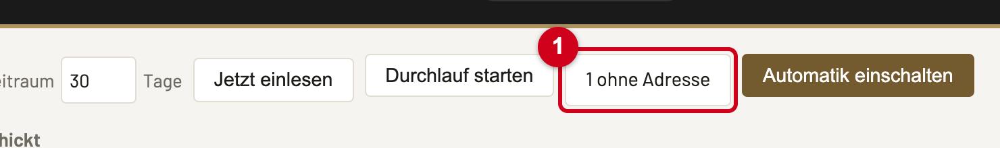 eitraum 30 Tage Jetzt einlesen Durchlauf starten 1 1 ohne Adresse Automatik einschalten
hickt